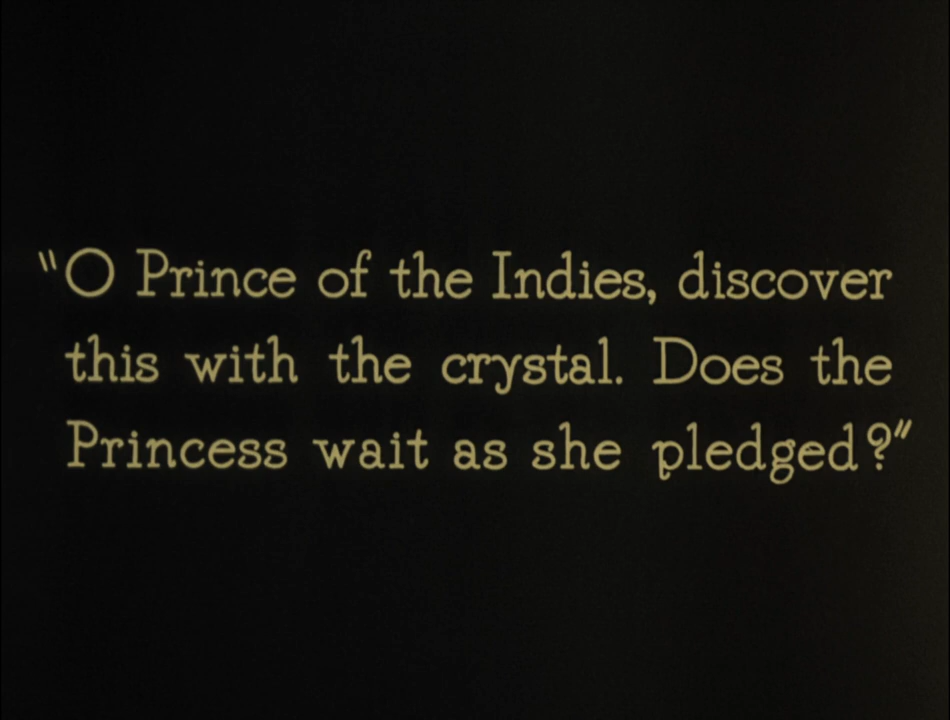 "O Prince of the Indies, discover
this with the crystal. Does the
Princess wait as she pledged?"